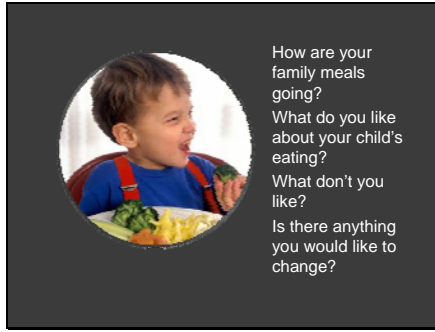 How are your
family meals
going?
What do you like
about your child’s
eating?
What don’t you
like?
Is there anything
you would like to
change?